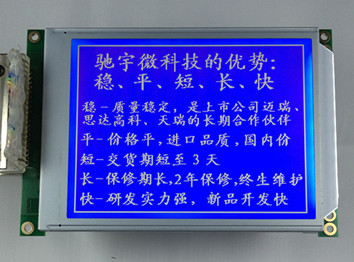 驰宇微科技的优势:
稳、平、短、长、快
稳-质量稳定，是上市公司迈瑞、
思达高科、天瑞的长期合作伙伴
平-价格平,进口品质,国内价
短-交货期短至 3 天
长-保修期长,2年保修,终生维护
快-研发实力强，新品开发快